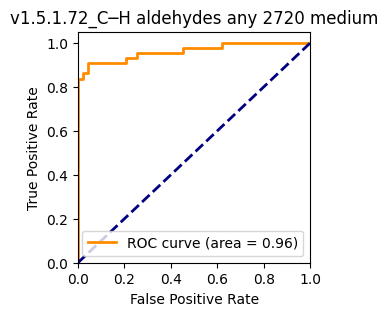 v1.5.1.72_C─H aldehydes any 2720 medium
True Positive Rate
1.0
0.8
0.6
0.4
0.2
0.0
ROC curve (area = 0.96)
0.0 0.2 0.4 0.6 0.8 1.0
False Positive Rate